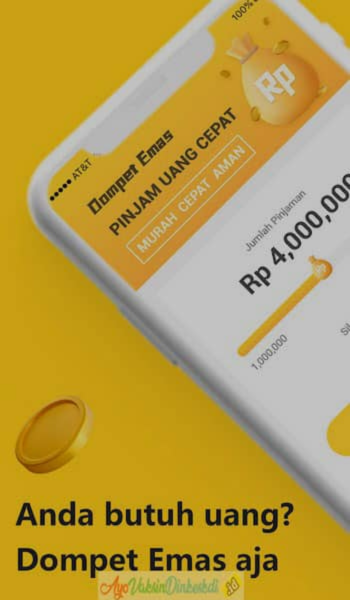 100%
AT&T
Dompet Emas
Rp
PINJAM UANG CEPAT
MURAH CEPAT AMAN
Jumlah Pinjaman
Rp 4,000,000
1,000,000
Anda butuh uang?
Dompet Emas aja
AyoVaksinDinkeskdi .ID